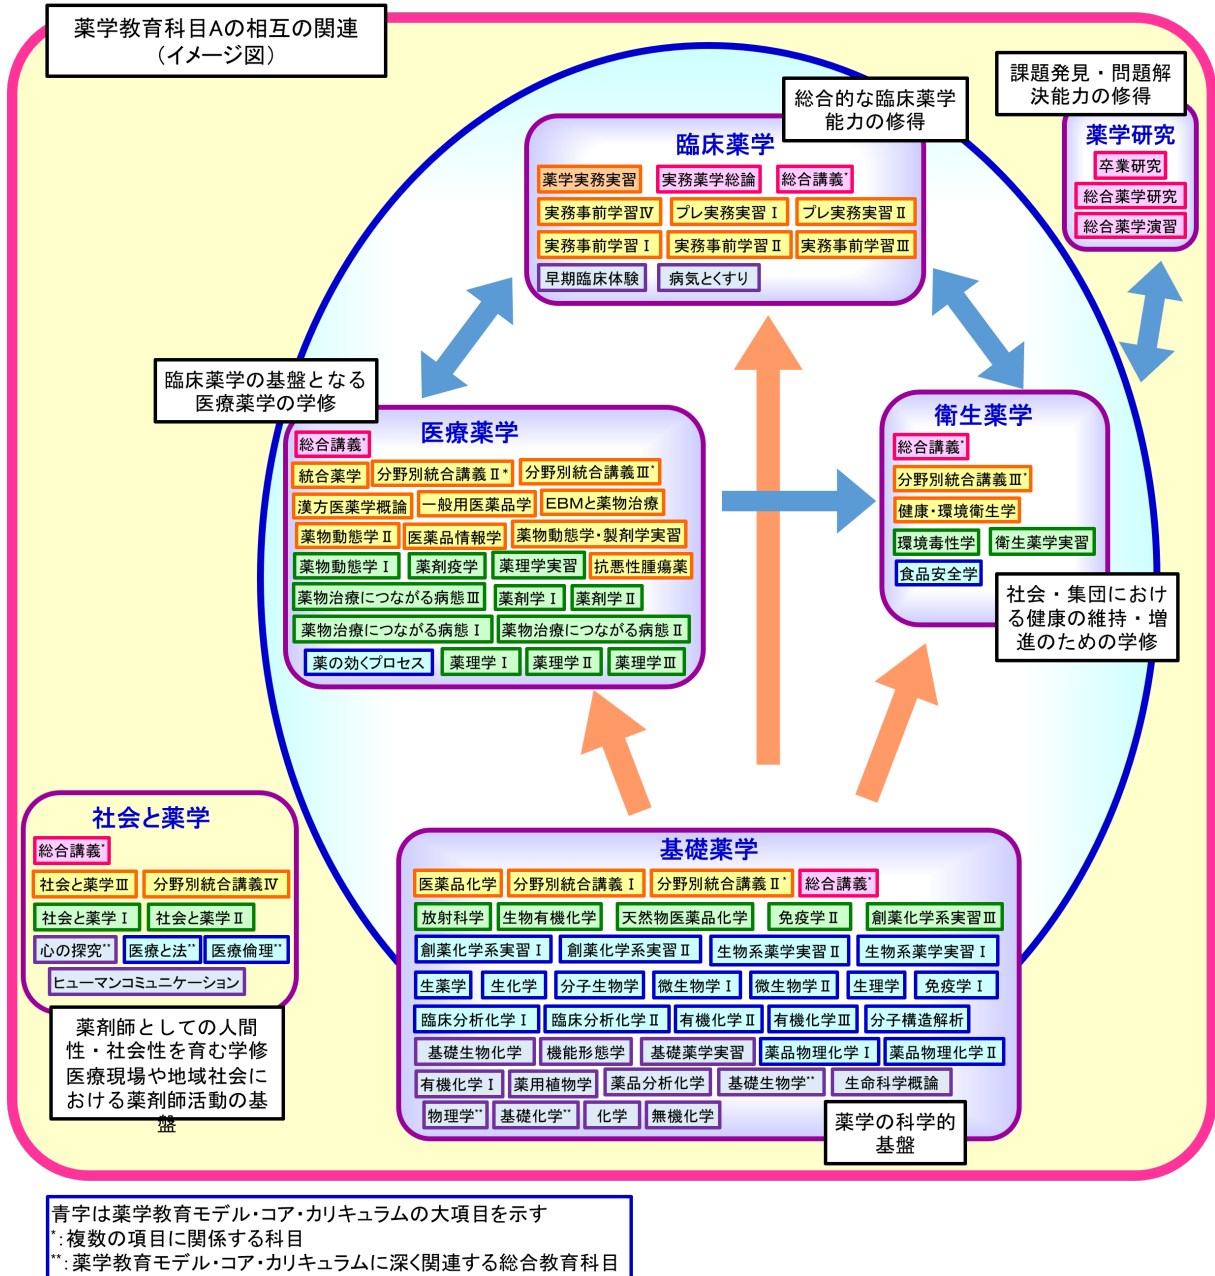 薬学教育科目Aの相互の関連
（イメージ図）
課題発見・問題解
決能力の修得
薬学研究
卒業研究
総合薬学研究
総合薬学演習
総合的な臨床薬学
能力の修得
臨床薬学
薬学実務実習 実務薬学総論 総合講義*
実務事前学習Ⅳ プレ実務実習Ⅰ プレ実務実習Ⅱ
実務事前学習Ⅰ 実務事前学習Ⅱ 実務事前学習Ⅲ
早期臨床体験 病気とくすり
臨床薬学の基盤となる
医療薬学の学修
医療薬学
総合講義*
統合薬学 分野別統合講義Ⅱ* 分野別統合講義Ⅲ*
漢方医薬学概論 一般用医薬品学 EBMと薬物治療
薬物動態学Ⅱ 医薬品情報学 薬物動態学・製剤学実習
薬物動態学Ⅰ 薬剤疫学 薬理学実習 抗悪性腫瘍薬
薬物治療につながる病態Ⅲ 薬剤学Ⅰ 薬剤学Ⅱ
薬物治療につながる病態Ⅰ 薬物治療につながる病態Ⅱ
薬の効くプロセス 薬理学Ⅰ 薬理学Ⅱ 薬理学Ⅲ
衛生薬学
総合講義*
分野別統合講義Ⅲ*
健康・環境衛生学
環境毒性学 衛生薬学実習
食品安全学
社会・集団におけ
る健康の維持・増
進のための学修
社会と薬学
総合講義*
社会と薬学Ⅲ 分野別統合講義Ⅳ
社会と薬学Ⅰ 社会と薬学Ⅱ
心の探究** 医療と法** 医療倫理**
ヒューマンコミュニケーション
薬剤師としての人間
性・社会性を育む学修
医療現場や地域社会に
おける薬剤師活動の基
盤
基礎薬学
医薬品化学 分野別統合講義Ⅰ 分野別統合講義Ⅱ* 総合講義*
放射科学 生物有機化学 天然物医薬品化学 免疫学Ⅱ 創薬化学系実習Ⅲ
創薬化学系実習Ⅰ 創薬化学系実習Ⅱ 生物系薬学実習Ⅱ 生物系薬学実習Ⅰ
生薬学 生化学 分子生物学 微生物学Ⅰ 微生物学Ⅱ 生理学 免疫学Ⅰ
臨床分析化学Ⅰ 臨床分析化学Ⅱ 有機化学Ⅱ 有機化学Ⅲ 分子構造解析
基礎生物化学 機能形態学 基礎薬学実習 薬品物理化学Ⅰ 薬品物理化学Ⅱ
有機化学Ⅰ 薬用植物学 薬品分析化学 基礎生物学** 生命科学概論
物理学** 基礎化学** 化学 無機化学
薬学の科学的
基盤
青字は薬学教育モデル・コア・カリキュラムの大項目を示す
*：複数の項目に関係する科目
**：薬学教育モデル・コア・カリキュラムに深く関連する総合教育科目